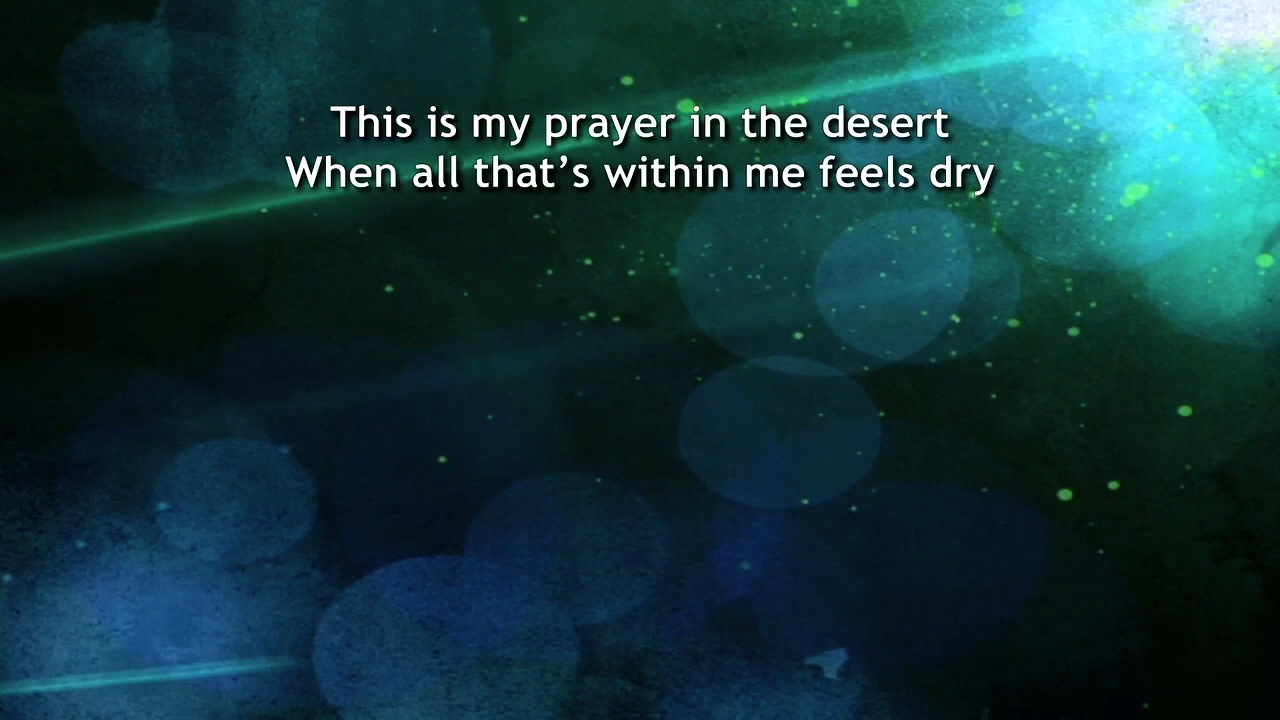 This is my prayer in the desert
When all that’s within me feels dry